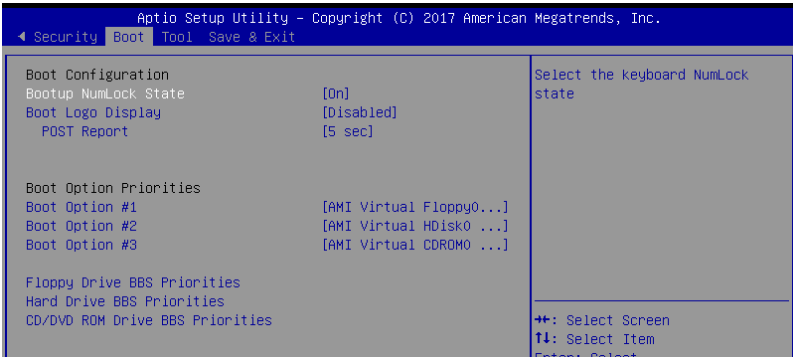 Aptio Setup Utility – Copyright (C) 2017 American Megatrends, Inc.
◄ Security Boot Tool Save & Exit
Boot Configuration
Bootup NumLock State [On]
Boot Logo Display [Disabled]
POST Report [5 sec]
Boot Option Priorities
Boot Option #1 [AMI Virtual Floppy0...]
Boot Option #2 [AMI Virtual HDisk0 ...]
Boot Option #3 [AMI Virtual CDROM0 ...]
Floppy Drive BBS Priorities
Hard Drive BBS Priorities
CD/DVD ROM Drive BBS Priorities
Select the keyboard NumLock
state
→←: Select Screen
↑↓: Select Item
Enter: Select